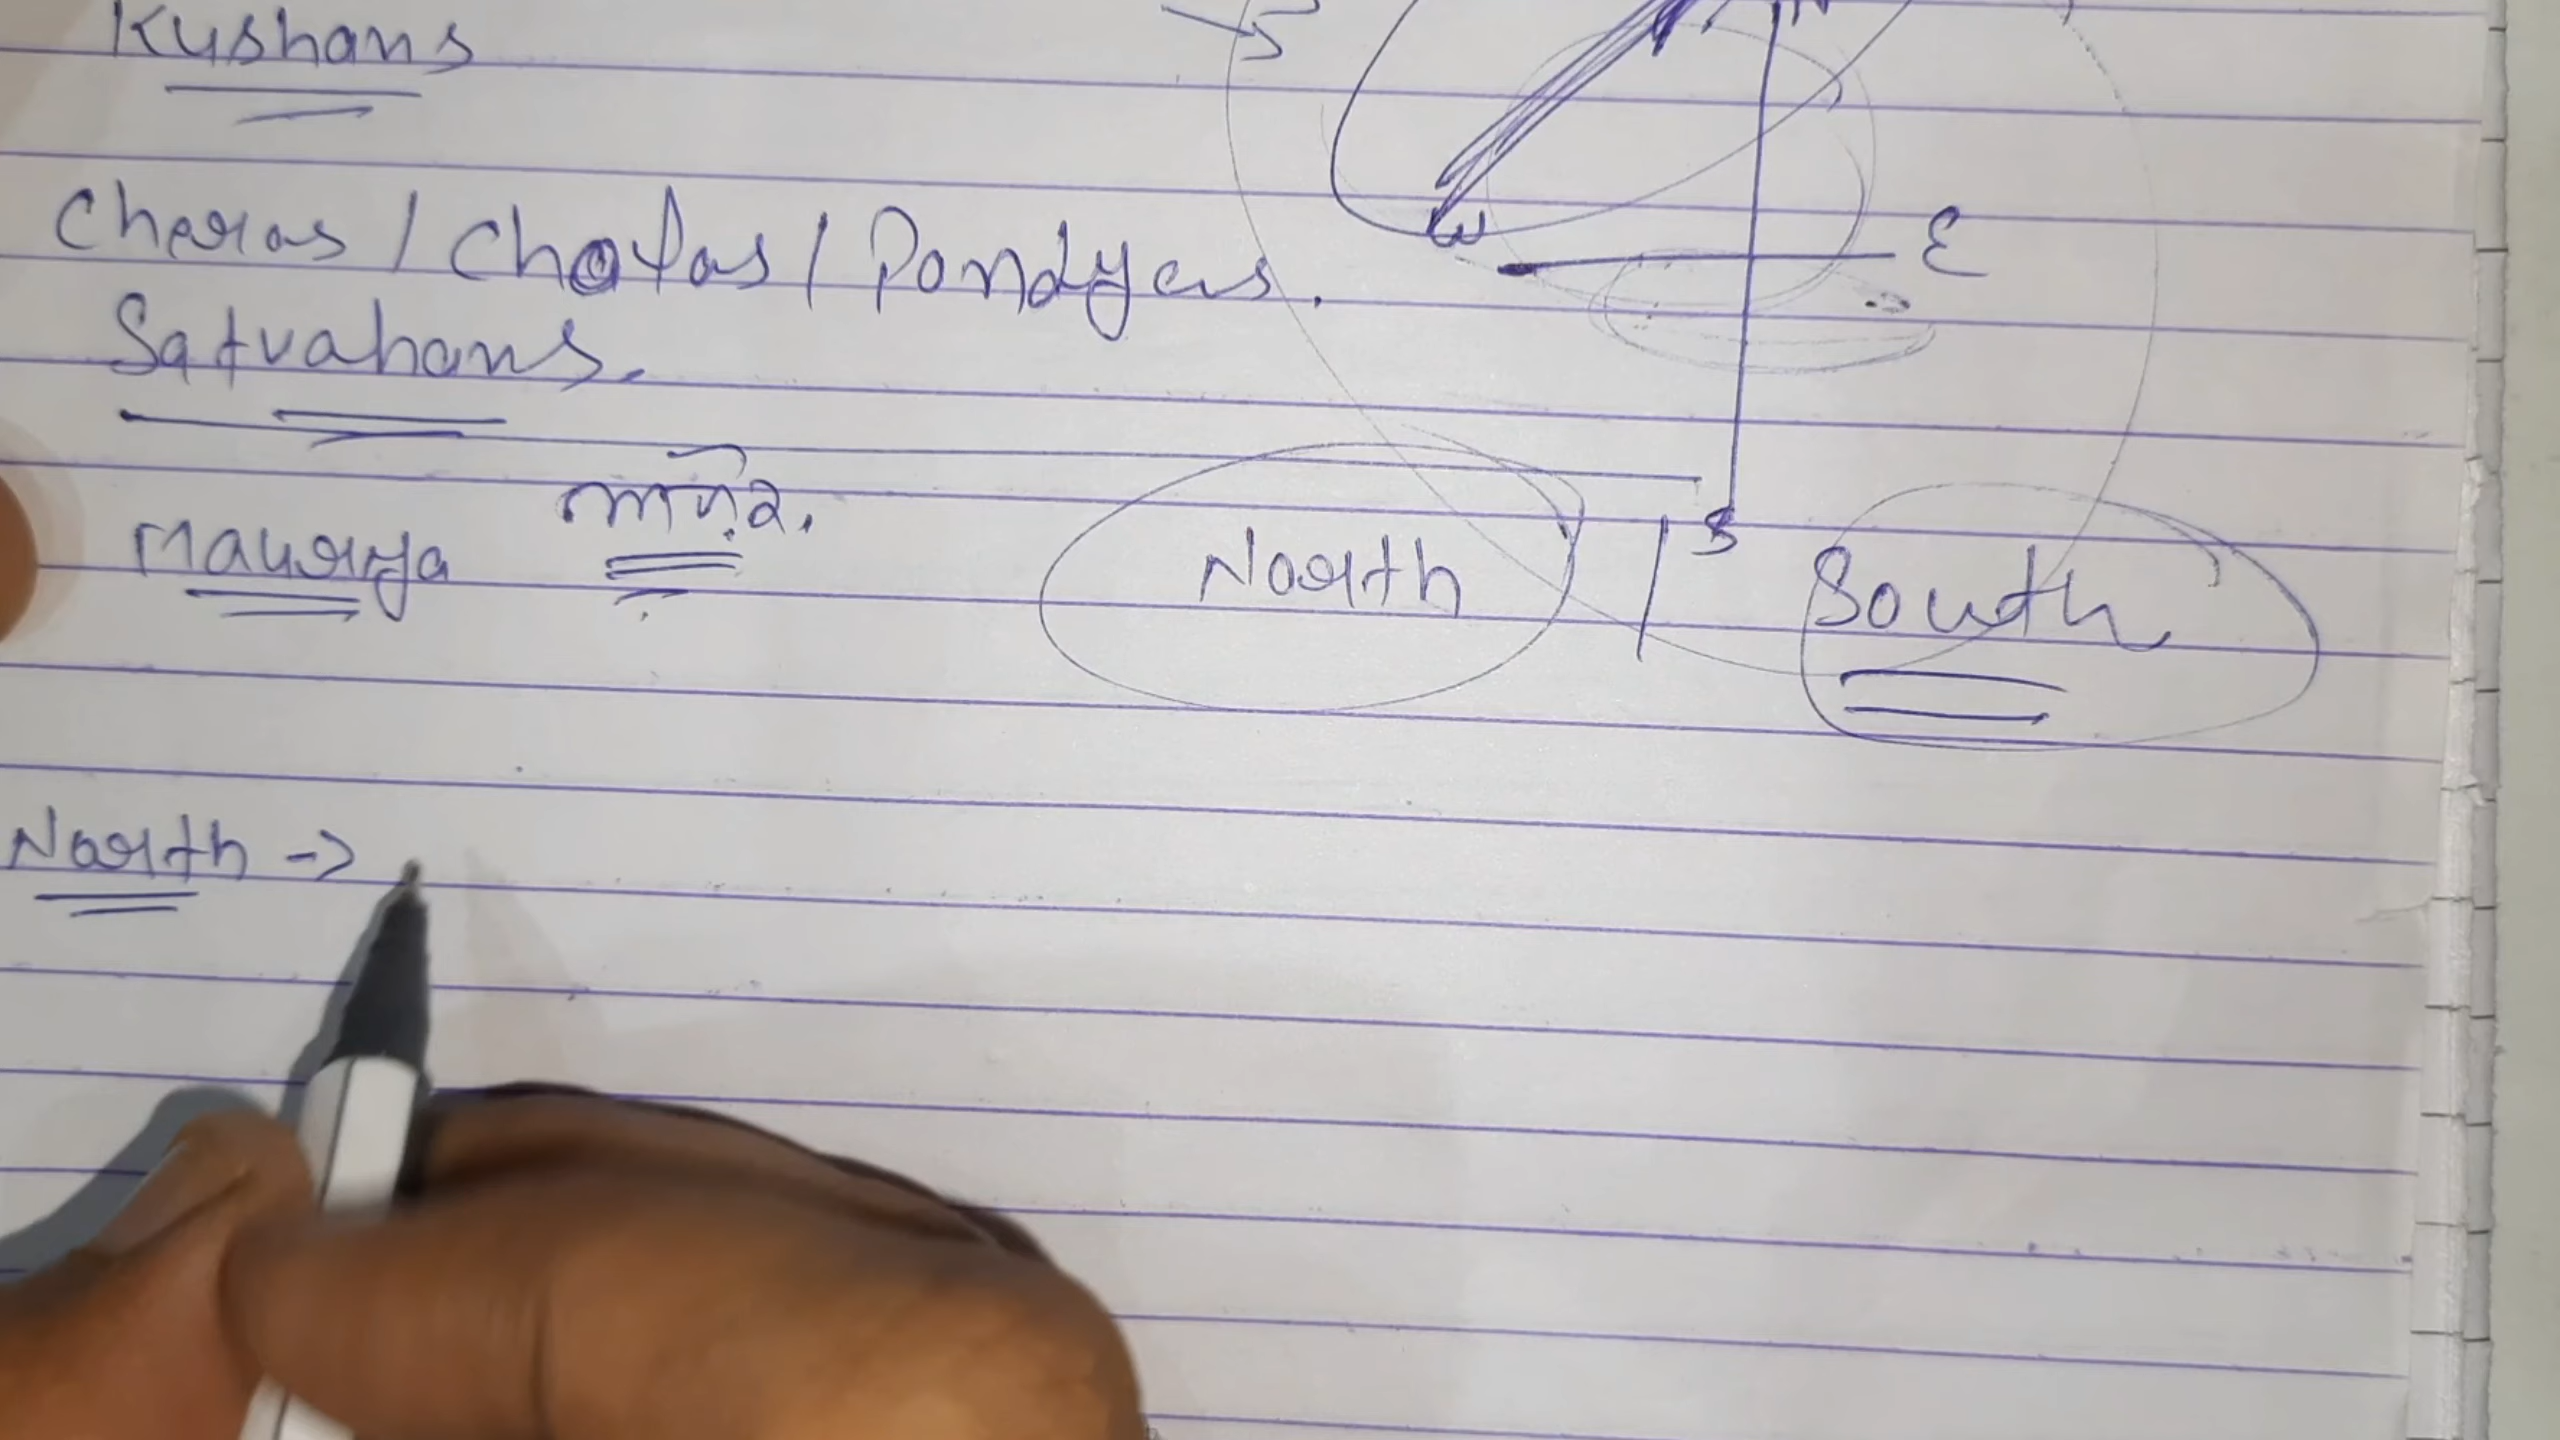 Kushans
Cheras / Cholas / Pandyas.
Satvahans.
Maurya
W
E
S
North / South
North ->